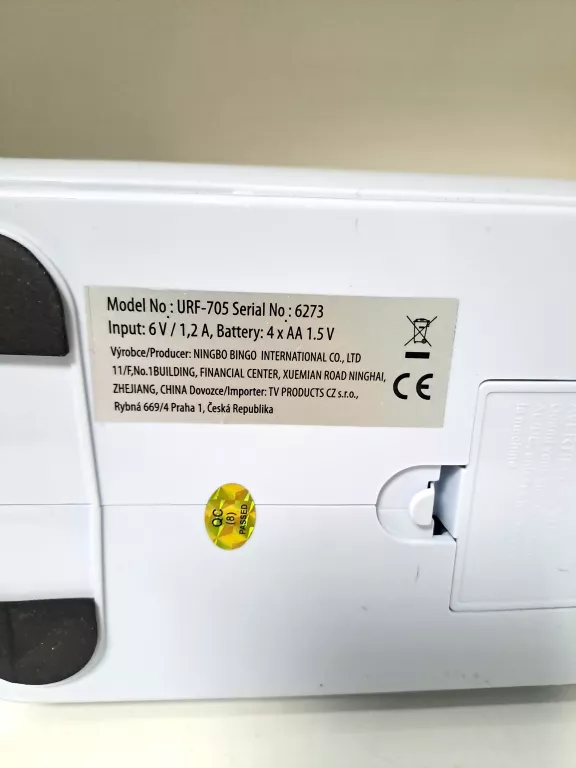 Model No.: URF-705 Serial No.: 6273
Input: 6 V / 1,2 A, Battery: 4 x AA 1.5 V
Výrobce/Producer: NINGBO BINGO INTERNATIONAL CO., LTD
11/F,No.1BUILDING, FINANCIAL CENTER, XUEMIAN ROAD NINGHAI,
ZHEJIANG, CHINA Dovozce/Importer: TV PRODUCTS CZ s.r.o.,
Rybná 669/4 Praha 1, Česká Republika
CE
QC
(8)
PASSED